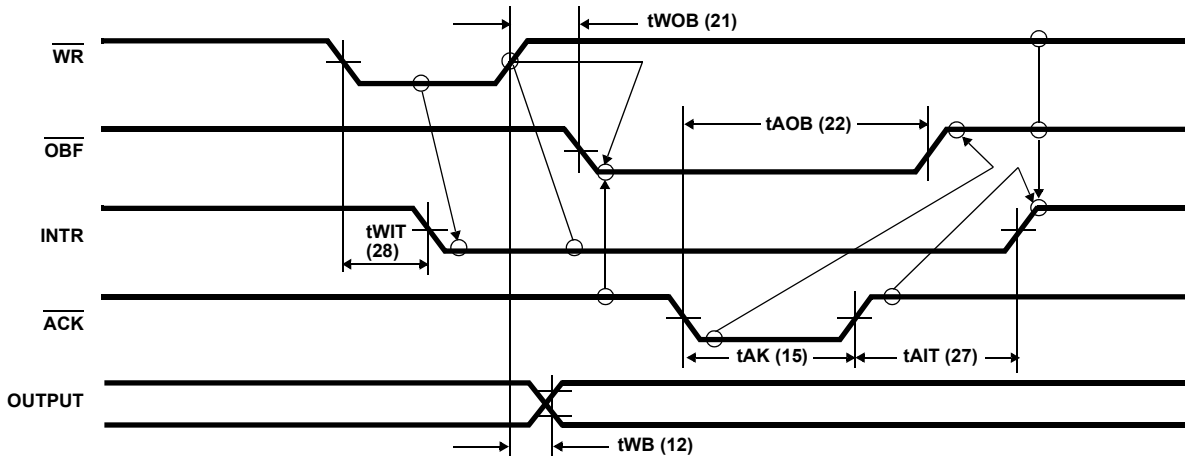 tWOB (21)
WR
tAOB (22)
OBF
INTR
tWIT
(28)
ACK
tAK (15)
tAIT (27)
OUTPUT
tWB (12)